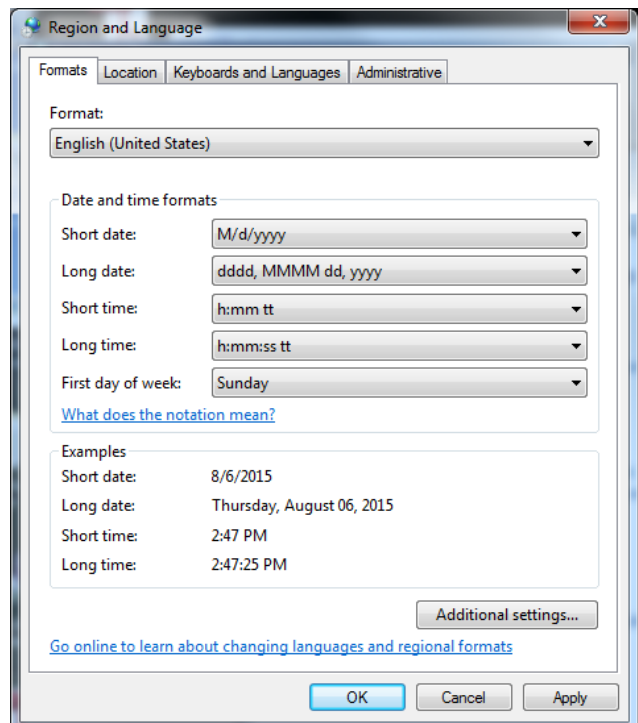 Region and Language
Formats Location Keyboards and Languages Administrative
Format:
English (United States)
Date and time formats
Short date: M/d/yyyy
Long date: dddd, MMMM dd, yyyy
Short time: h:mm tt
Long time: h:mm:ss tt
First day of week: Sunday
What does the notation mean?
Examples
Short date: 8/6/2015
Long date: Thursday, August 06, 2015
Short time: 2:47 PM
Long time: 2:47:25 PM
Additional settings...
Go online to learn about changing languages and regional formats
OK Cancel Apply